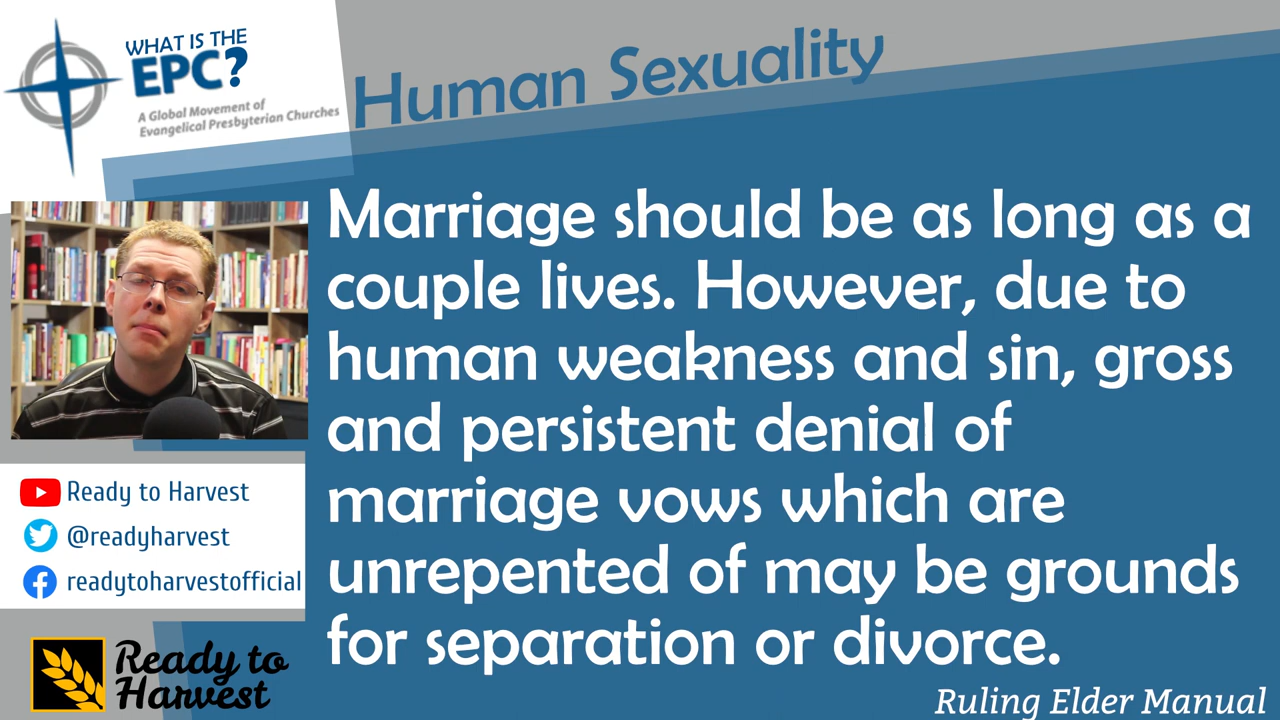 WHAT IS THE
EPC?
A Global Movement of
Evangelical Presbyterian Churches
Human Sexuality
Marriage should be as long as a
couple lives. However, due to
human weakness and sin, gross
and persistent denial of
marriage vows which are
unrepented of may be grounds
for separation or divorce.
Ruling Elder Manual
Ready to Harvest
@readyharvest
readytoharvestofficial
Ready to
Harvest